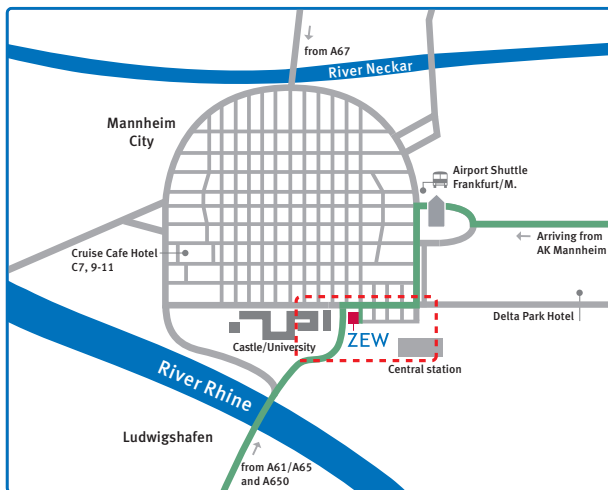 from A67
River Neckar
Mannheim
City
Airport Shuttle
Frankfurt/M.
Arriving from
AK Mannheim
Cruise Cafe Hotel
C7, 9-11
Delta Park Hotel
Castle/University
ZEW
Central station
River Rhine
Ludwigshafen
from A61/A65
and A650